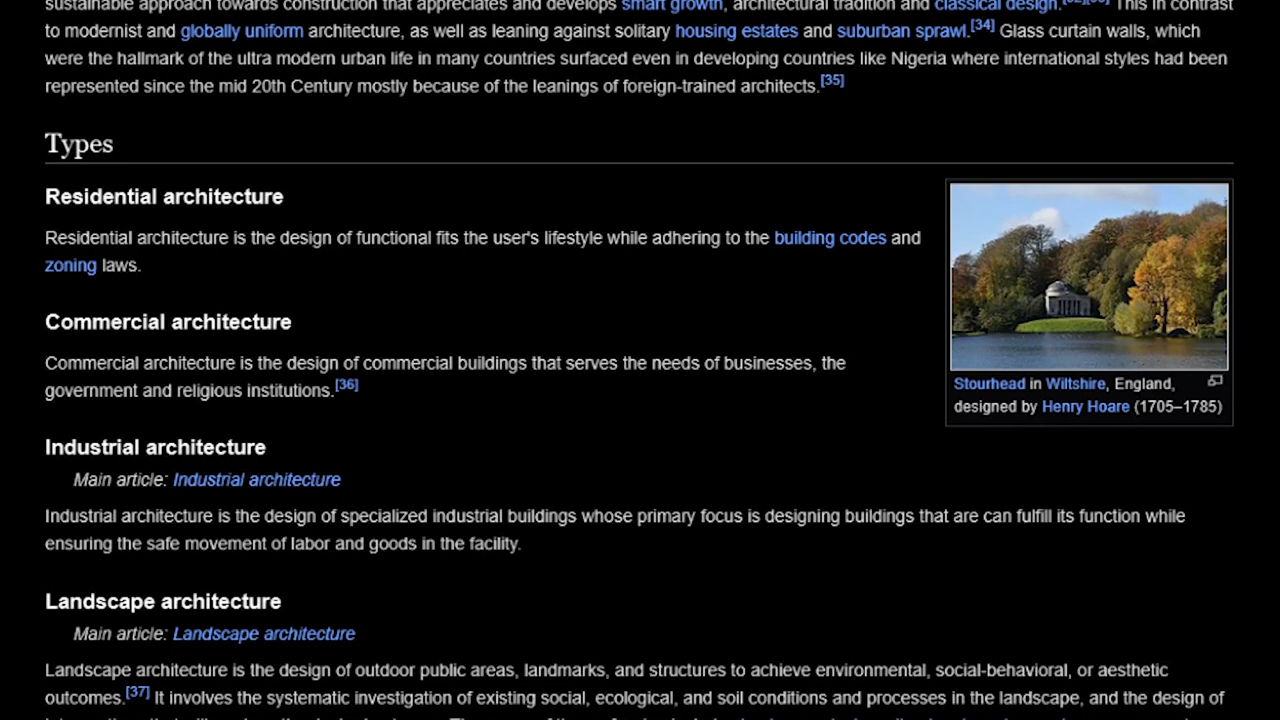 sustainable approach towards construction that appreciates and develops smart growth, architectural tradition and classical design.[32][33] This in contrast
to modernist and globally uniform architecture, as well as leaning against solitary housing estates and suburban sprawl.[34] Glass curtain walls, which
were the hallmark of the ultra modern urban life in many countries surfaced even in developing countries like Nigeria where international styles had been
represented since the mid 20th Century mostly because of the leanings of foreign-trained architects.[35]
Types
Residential architecture
Residential architecture is the design of functional fits the user's lifestyle while adhering to the building codes and
zoning laws.
Commercial architecture
Commercial architecture is the design of commercial buildings that serves the needs of businesses, the
government and religious institutions.[36]
Stourhead in Wiltshire, England,
designed by Henry Hoare (1705–1785)
Industrial architecture
Main article: Industrial architecture
Industrial architecture is the design of specialized industrial buildings whose primary focus is designing buildings that are can fulfill its function while
ensuring the safe movement of labor and goods in the facility.
Landscape architecture
Main article: Landscape architecture
Landscape architecture is the design of outdoor public areas, landmarks, and structures to achieve environmental, social-behavioral, or aesthetic
outcomes.[37] It involves the systematic investigation of existing social, ecological, and soil conditions and processes in the landscape, and the design of